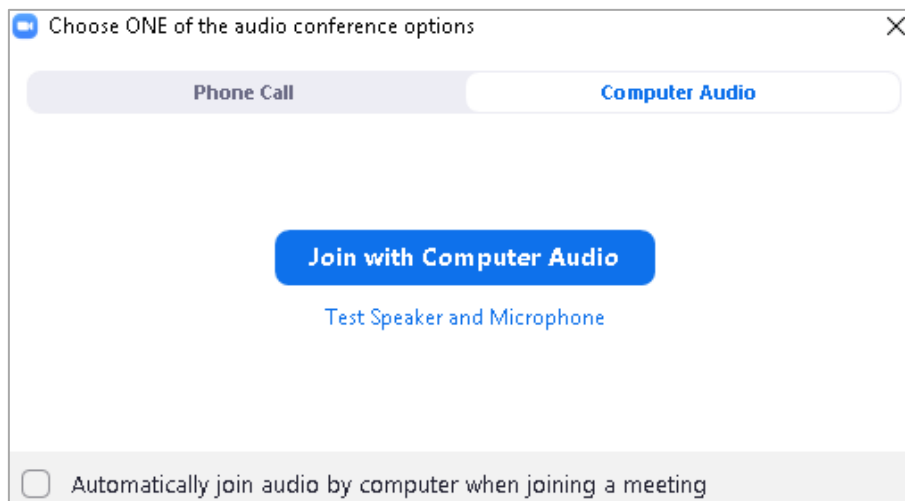 Choose ONE of the audio conference options
Phone Call Computer Audio
Join with Computer Audio
Test Speaker and Microphone
Automatically join audio by computer when joining a meeting